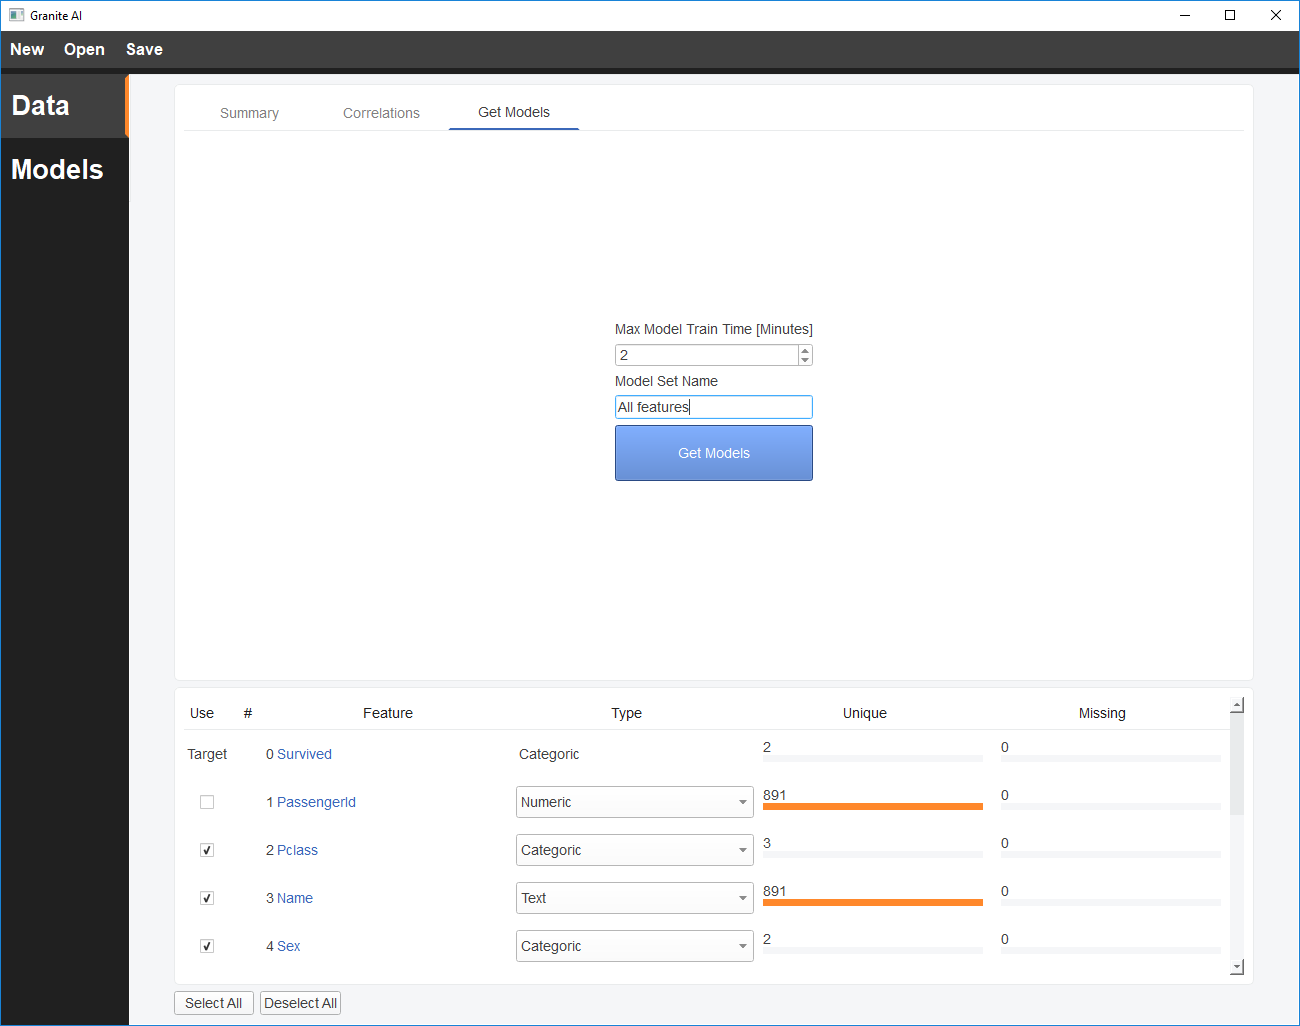 Granite AI
New Open Save
Data
Models
Summary Correlations Get Models
Max Model Train Time [Minutes]
2
Model Set Name
All features
Get Models
Use # Feature Type Unique Missing
Target 0 Survived Categoric 2 0
1 PassengerId Numeric 891 0
2 Pclass Categoric 3 0
3 Name Text 891 0
4 Sex Categoric 2 0
Select All Deselect All